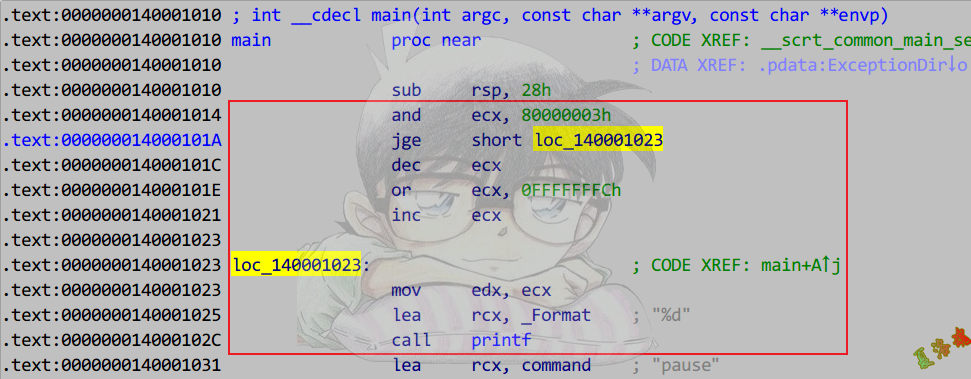 .text:0000000140001010 ; int __cdecl main(int argc, const char **argv, const char **envp)
.text:0000000140001010 main proc near ; CODE XREF: __scrt_common_main_se
.text:0000000140001010 ; DATA XREF: .pdata:ExceptionDir↓o
.text:0000000140001010 sub rsp, 28h
.text:0000000140001014 and ecx, 80000003h
.text:000000014000101A jge short loc_140001023
.text:000000014000101C dec ecx
.text:000000014000101E or ecx, 0FFFFFFFCh
.text:0000000140001021 inc ecx
.text:0000000140001023
.text:0000000140001023 loc_140001023: ; CODE XREF: main+A↑j
.text:0000000140001023 mov edx, ecx
.text:0000000140001025 lea rcx, _Format ; "%d"
.text:000000014000102C call printf
.text:0000000140001031 lea rcx, command ; "pause"